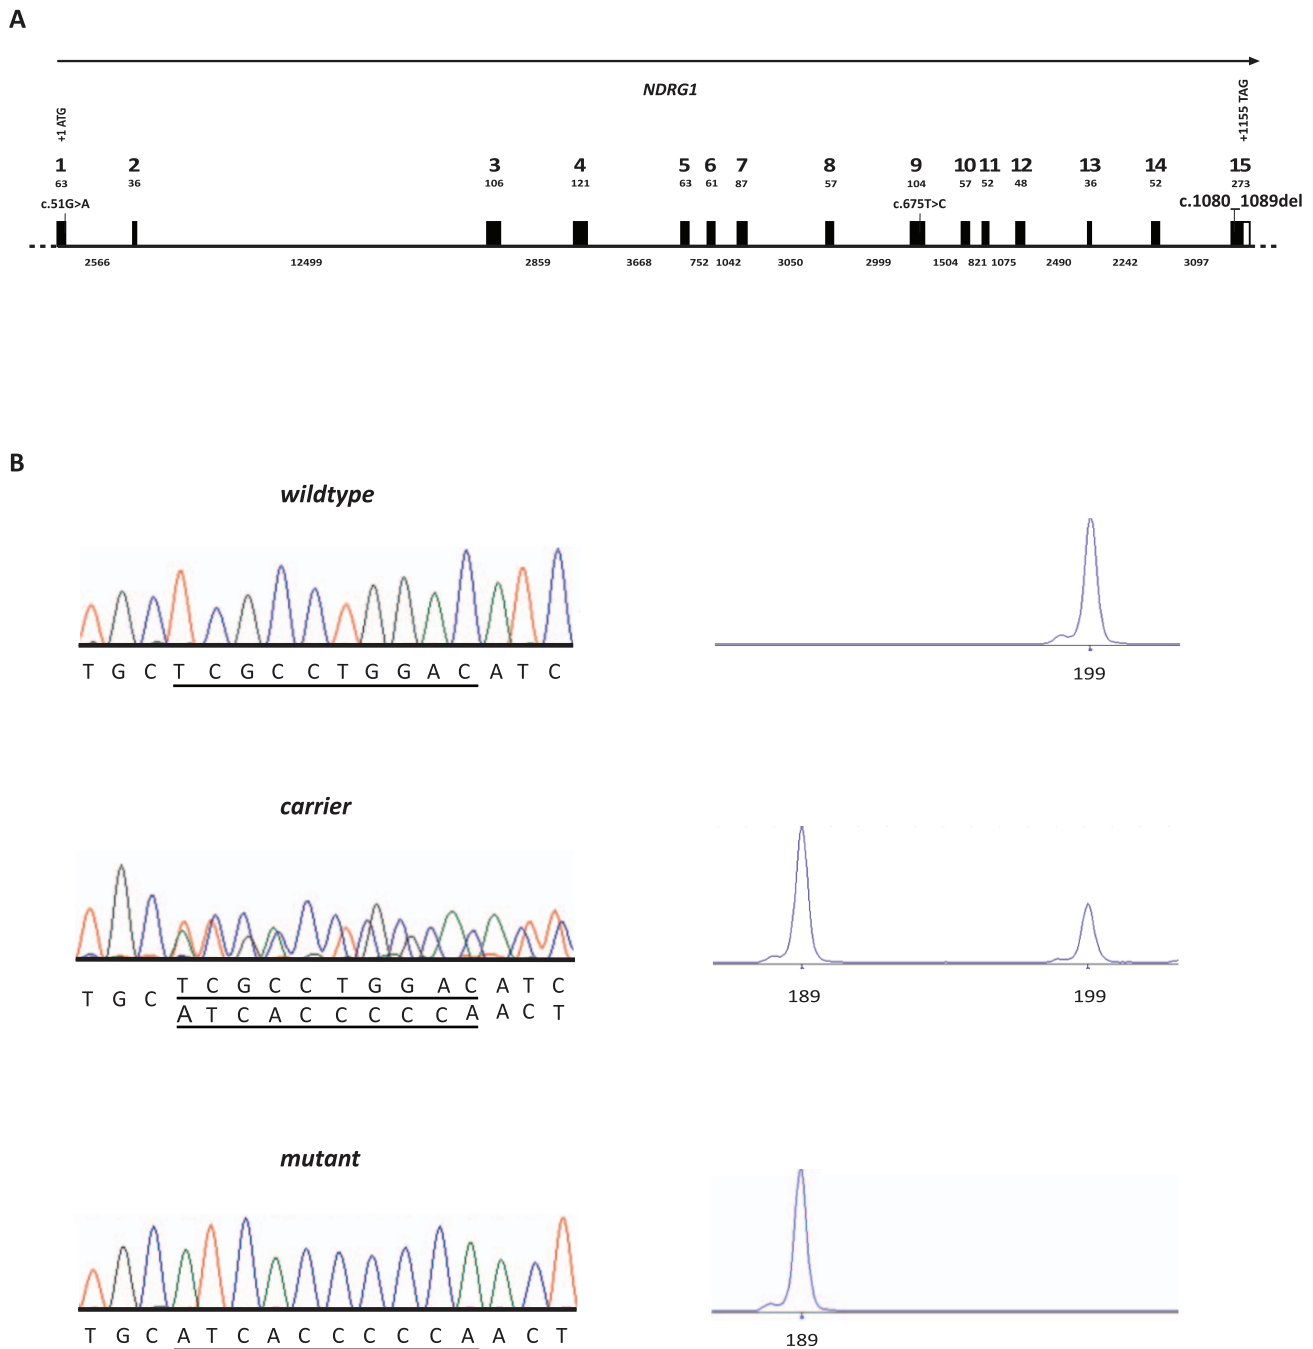 A
NDRG1
+1 ATG
+1155 TAG
1 2 3 4 5 6 7 8 9 10 11 12 13 14 15
63 36 106 121 63 61 87 57 104 57 52 48 36 52 273
c.51G>A c.675T>C c.1080_1089del
2566 12499 2859 3668 752 1042 3050 2999 1504 821 1075 2490 2242 3097
B
wildtype
T G C T C G C C T G G A C A T C
199
carrier
T G C T C G C C T G G A C A T C
A T C A C C C C C A A C T
189 199
mutant
T G C A T C A C C C C C A A C T
189